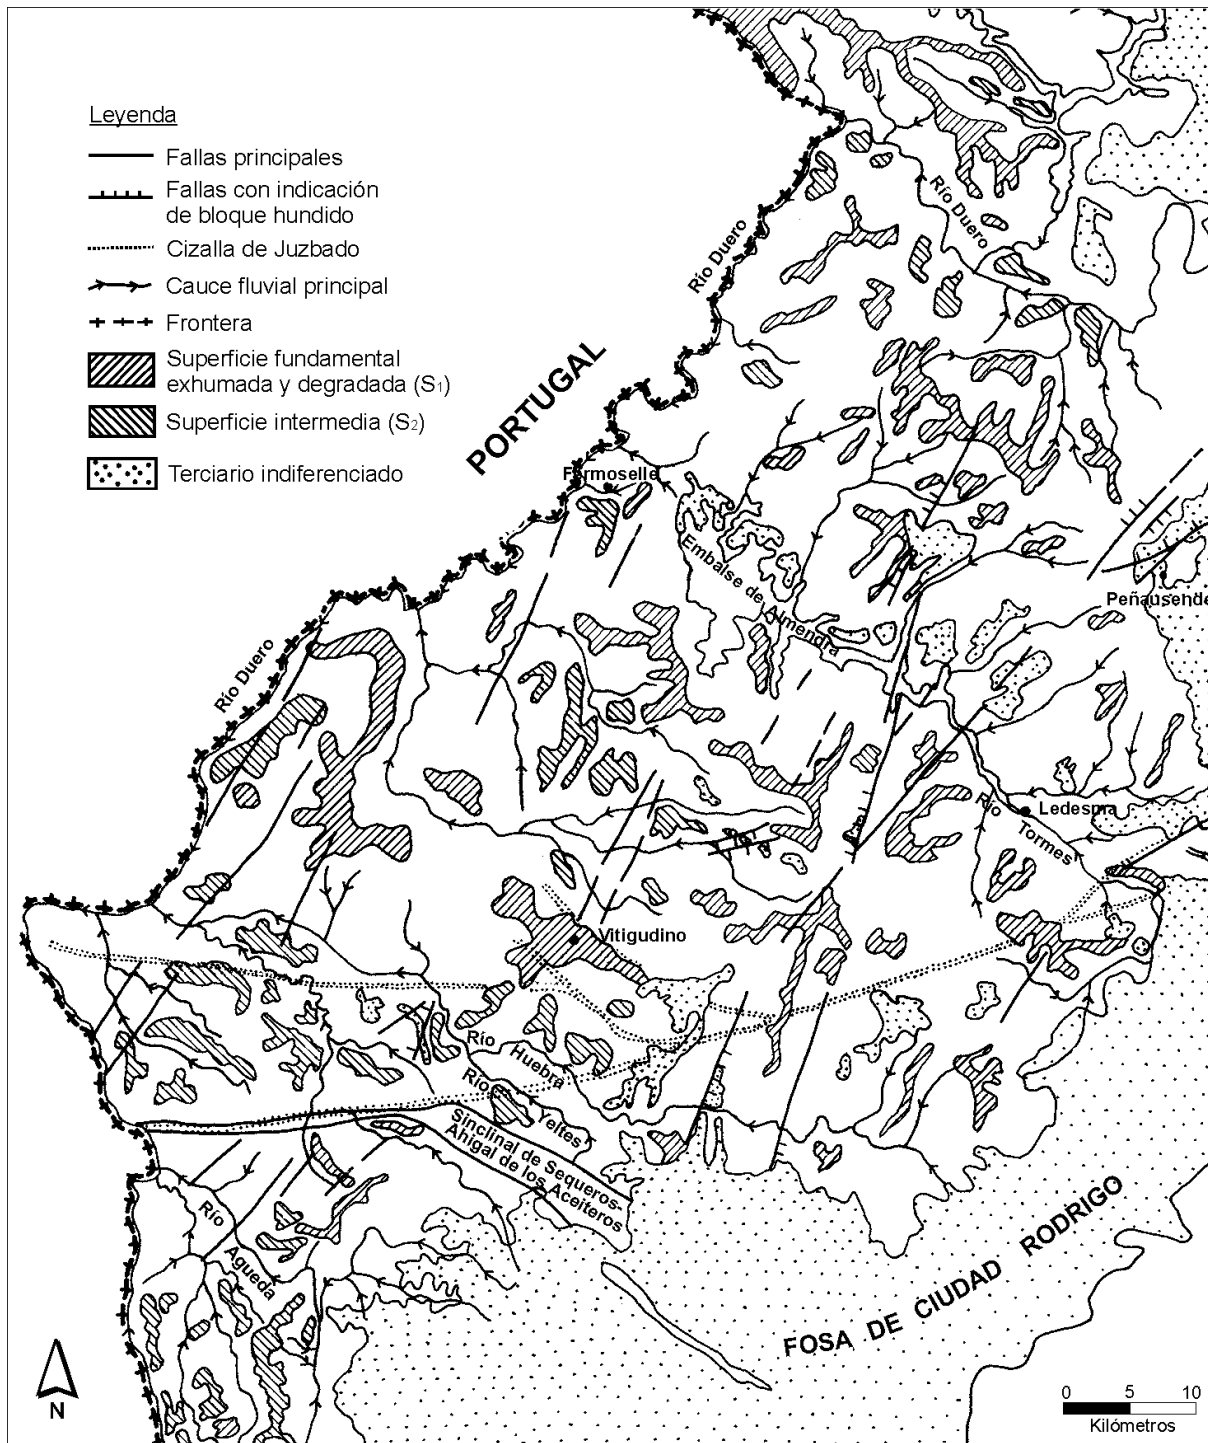 Leyenda
Fallas principales
Fallas con indicación
de bloque hundido
Cizalla de Juzbado
Cauce fluvial principal
Frontera
Superficie fundamental
exhumada y degradada (S1)
Superficie intermedia (S2)
Terciario indiferenciado
PORTUGAL
Río Duero
Río Duero
Río Duero
Fermoselle
Embalse de Almendra
Peñausende
Ledesma
Río Tormes
Vitigudino
Río Huebra
Río Yeltes
Sinclinal de Sequeros-
Ahigal de los Aceiteros
Río Agueda
FOSA DE CIUDAD RODRIGO
N
0 5 10
Kilómetros